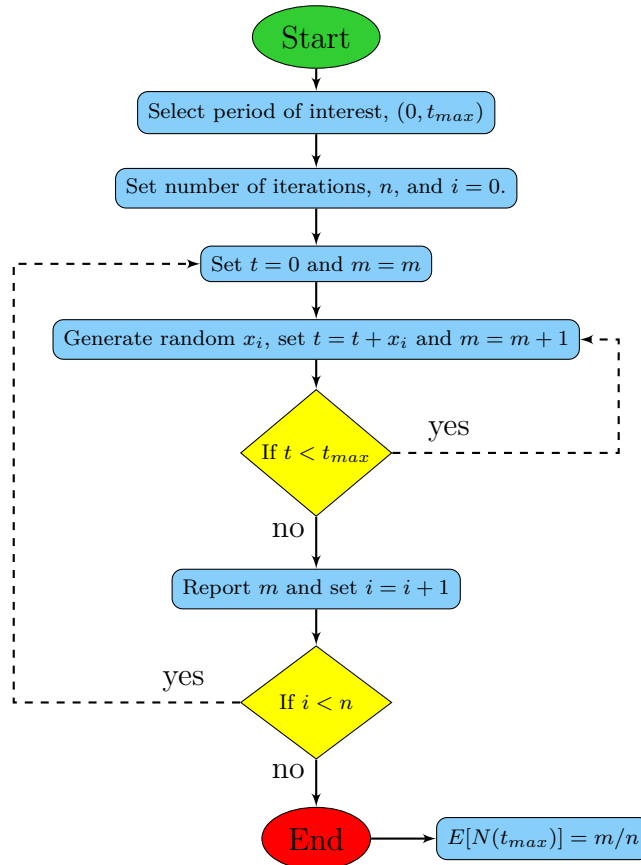 Start
Select period of interest, (0, t_max)
Set number of iterations, n, and i = 0.
Set t = 0 and m = m
Generate random x_i, set t = t + x_i and m = m + 1
If t < t_max
yes
no
Report m and set i = i + 1
yes
If i < n
no
End
E[N(t_max)] = m/n